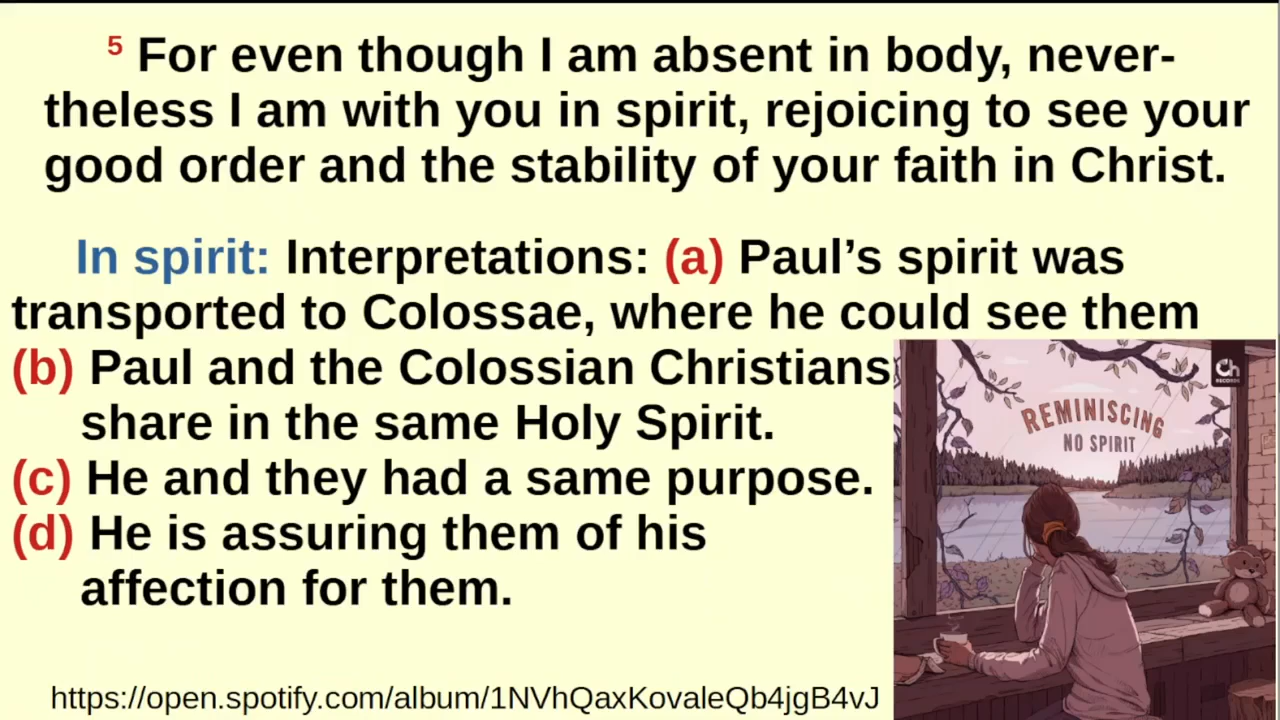 5 For even though I am absent in body, never-
theless I am with you in spirit, rejoicing to see your
good order and the stability of your faith in Christ.
In spirit: Interpretations: (a) Paul’s spirit was
transported to Colossae, where he could see them
(b) Paul and the Colossian Christians
share in the same Holy Spirit.
(c) He and they had a same purpose.
(d) He is assuring them of his
affection for them.
Ch
RECORDS
REMINISCING
NO SPIRIT
https://open.spotify.com/album/1NVhQaxKovaleQb4jgB4vJ